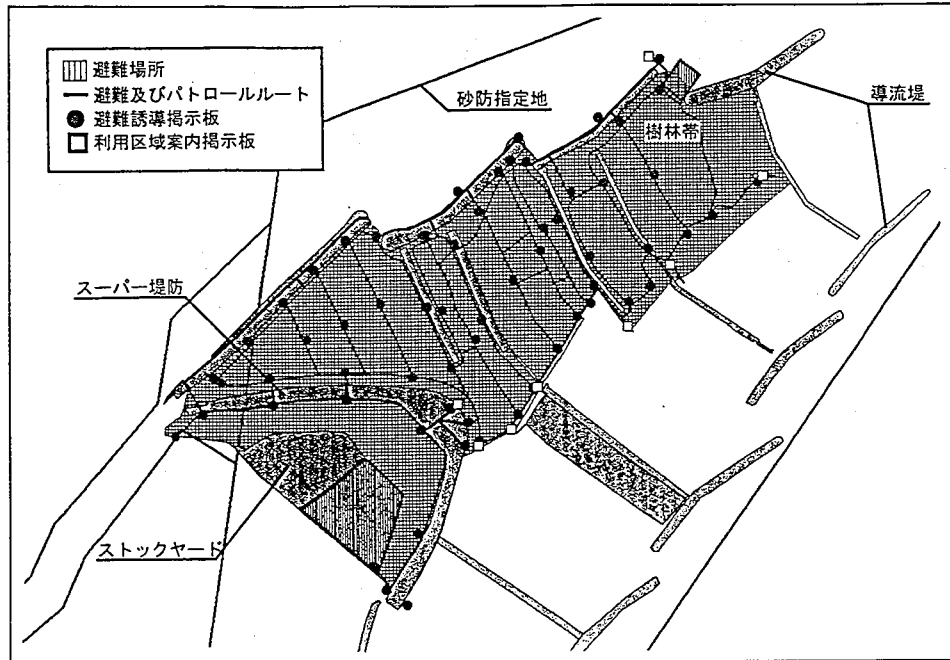 避難場所
避難及びパトロールルート
避難誘導掲示板
利用区域案内掲示板
砂防指定地
導流堤
樹林帯
スーパー堤防
ストックヤード